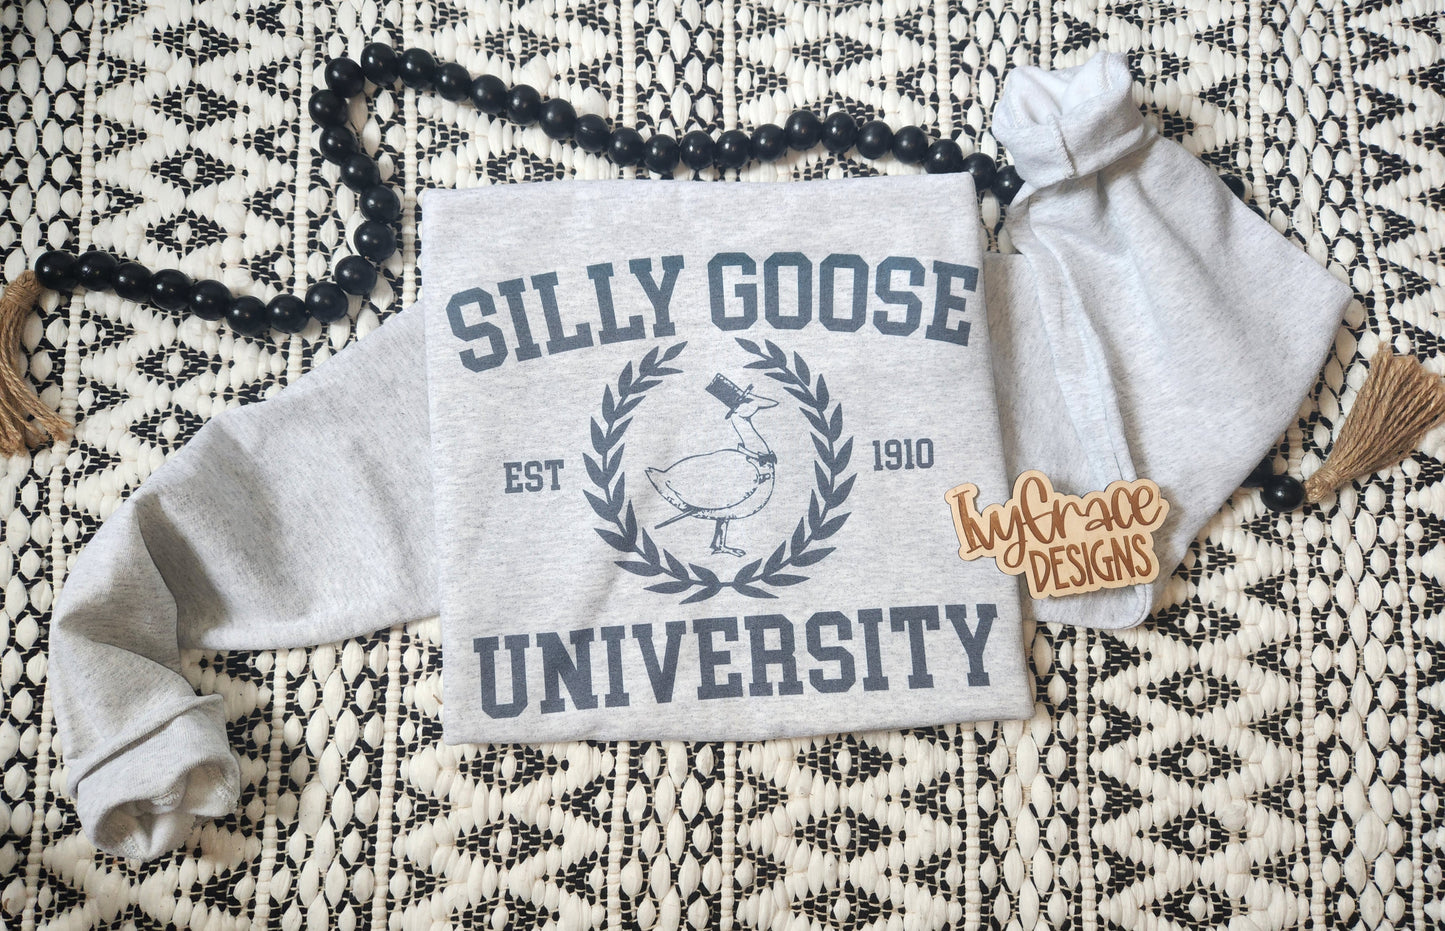 SILLY GOOSE
EST 1910
UNIVERSITY
IvyGrace
DESIGNS